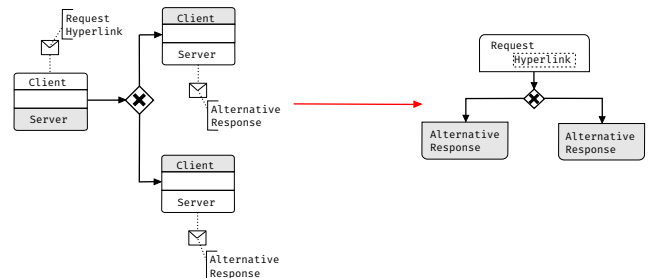 Request
Hyperlink
Client
Server
Client
Server
Alternative
Response
Client
Server
Alternative
Response
Request
Hyperlink
Alternative
Response
Alternative
Response